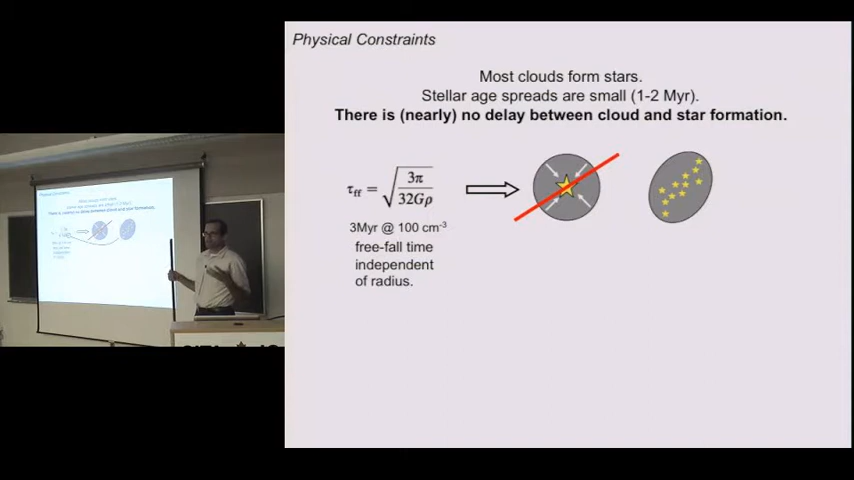 Physical Constraints
Most clouds form stars.
Stellar age spreads are small (1-2 Myr).
There is (nearly) no delay between cloud and star formation.
τff = √(3π / 32Gρ)
3Myr @ 100 cm⁻³
free-fall time
independent
of radius.